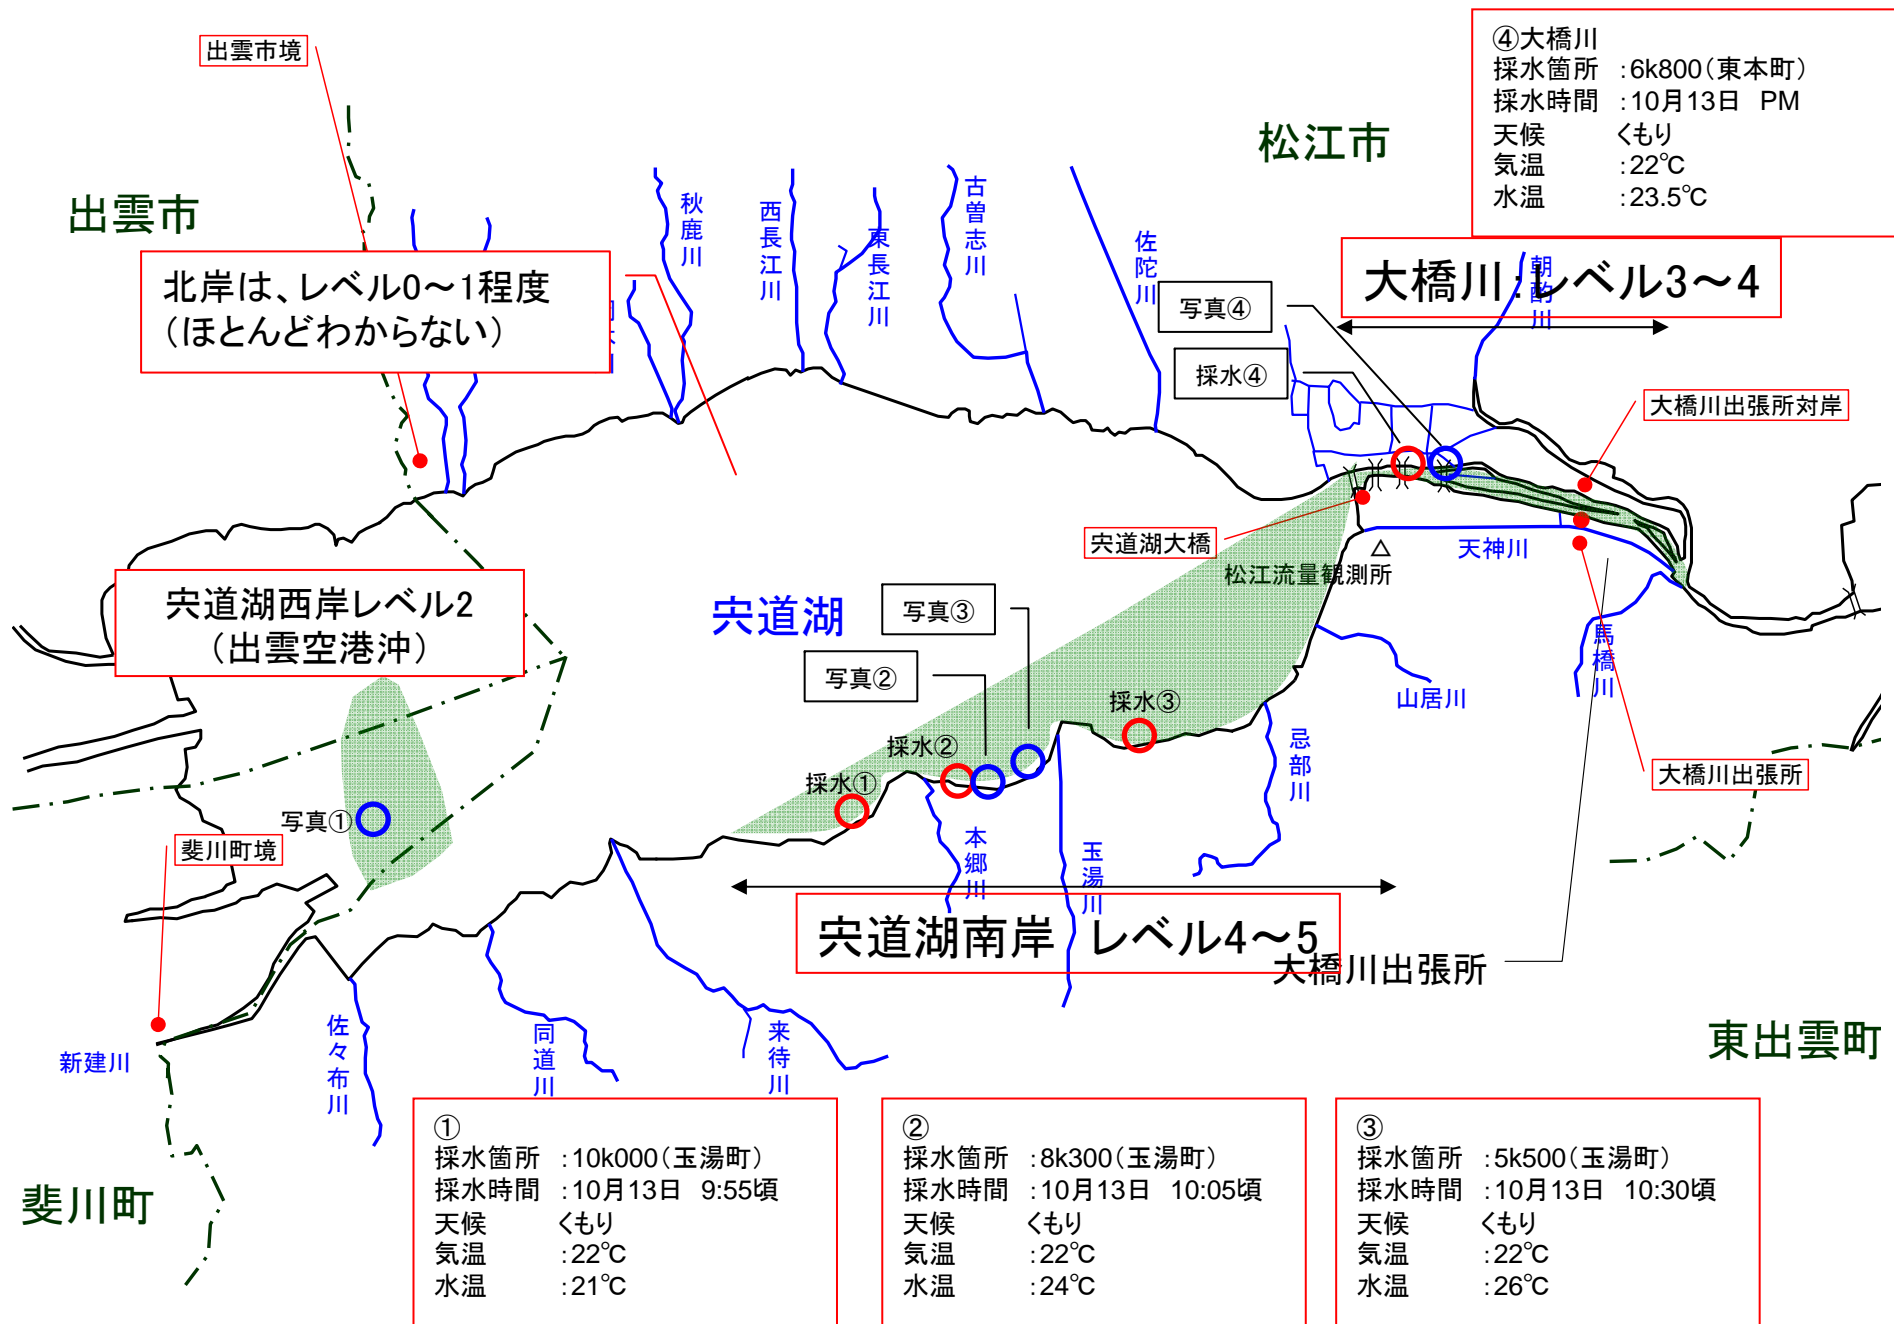 ④大橋川
採水箇所 :6k800(東本町)
採水時間 :10月13日 PM
天候 くもり
気温 :22℃
水温 :23.5℃
出雲市境
松江市
出雲市
秋鹿川
西長江川
東長江川
古曽志川
佐陀川
朝酌川
大橋川:レベル3～4
北岸は、レベル0～1程度
(ほとんどわからない)
写真④
採水④
大橋川出張所対岸
宍道湖大橋
天神川
松江流量観測所
宍道湖西岸レベル2
(出雲空港沖)
宍道湖
写真③
写真②
馬橋川
山居川
採水③
採水②
採水①
忌部川
大橋川出張所
写真①
斐川町境
本郷川
玉湯川
宍道湖南岸 レベル4～5
大橋川出張所
東出雲町
新建川
佐々布川
同道川
来待川
斐川町
①
採水箇所 :10k000(玉湯町)
採水時間 :10月13日 9:55頃
天候 くもり
気温 :22℃
水温 :21℃
②
採水箇所 :8k300(玉湯町)
採水時間 :10月13日 10:05頃
天候 くもり
気温 :22℃
水温 :24℃
③
採水箇所 :5k500(玉湯町)
採水時間 :10月13日 10:30頃
天候 くもり
気温 :22℃
水温 :26℃